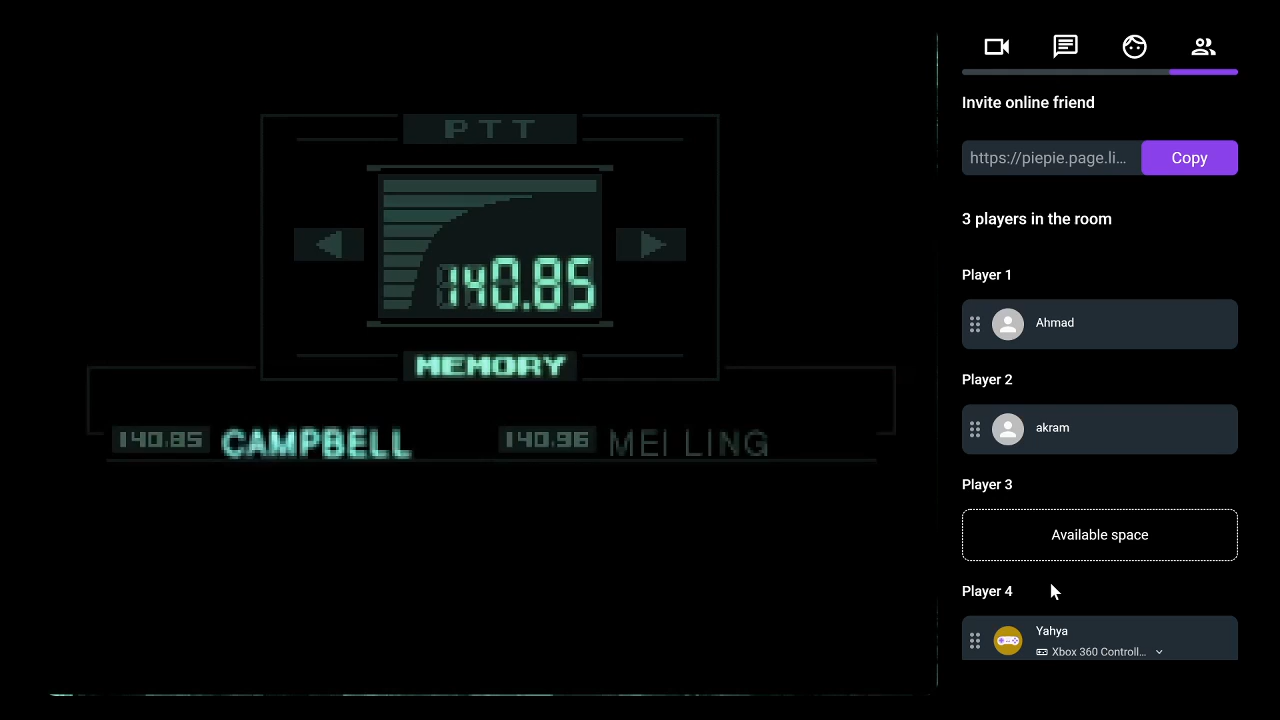 PTT
140.85
MEMORY
140.85 CAMPBELL 140.96 MEI LING
Invite online friend
https://piepie.page.li... Copy
3 players in the room
Player 1
Ahmad
Player 2
akram
Player 3
Available space
Player 4
Yahya
Xbox 360 Controll...